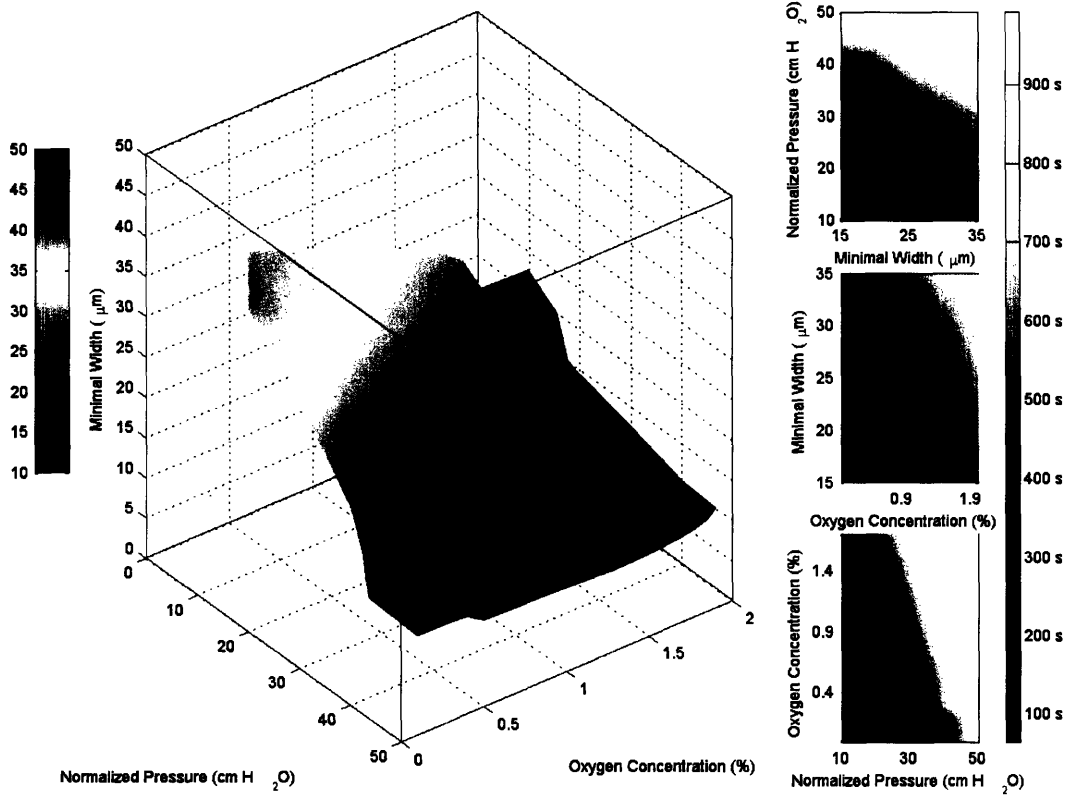 50
45
40
35
30
25
20
15
10
Minimal Width ( μm)
50
45
40
35
30
25
20
15
10
5
0
0
10
20
30
40
50
Normalized Pressure (cm H 2O)
0
0.5
1
1.5
2
Oxygen Concentration (%)
Normalized Pressure (cm H 2O)
50
40
30
20
10
15
25
35
Minimal Width ( μm)
Minimal Width ( μm)
35
30
25
20
15
0.9
1.9
Oxygen Concentration (%)
Oxygen Concentration (%)
1.4
0.9
0.4
10
30
50
Normalized Pressure (cm H 2O)
900 s
800 s
700 s
600 s
500 s
400 s
300 s
200 s
100 s